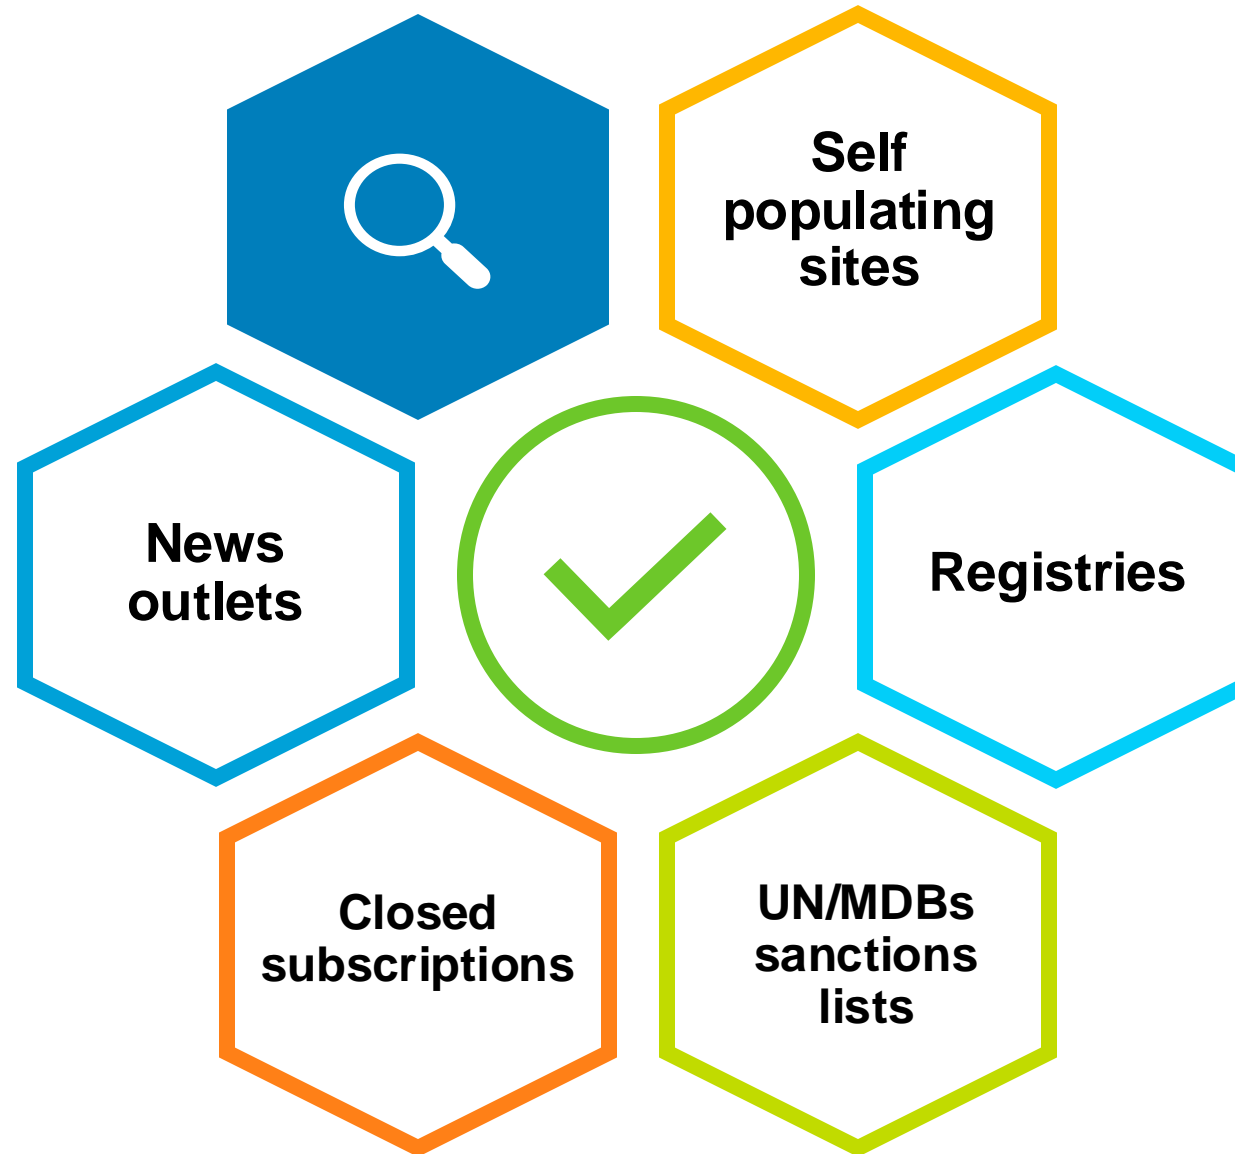 Self
populating
sites
News
outlets
Registries
Closed
subscriptions
UN/MDBs
sanctions
lists